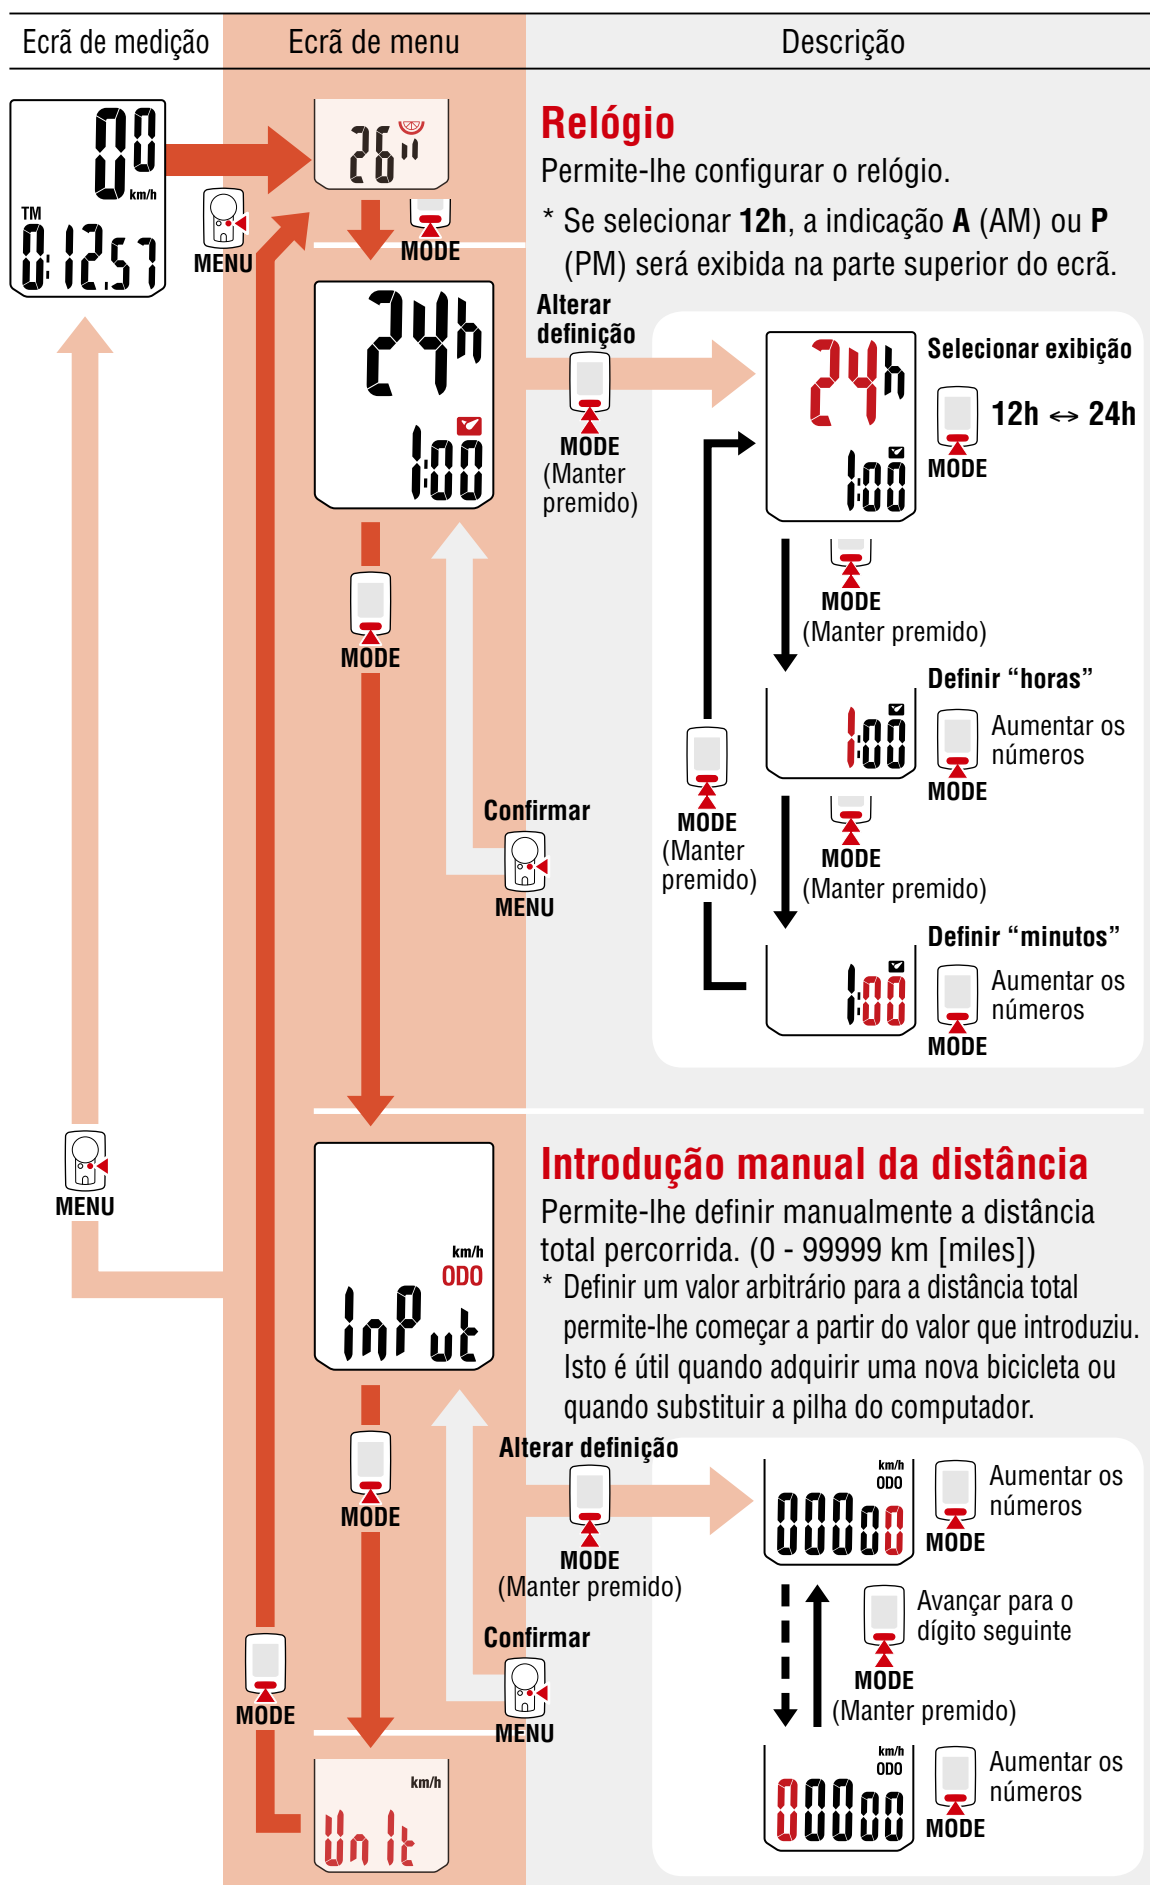 Ecrã de medição
Ecrã de menu
Descrição
00
km/h
TM
0:12.57
MENU
26"
MODE
Relógio
Permite-lhe configurar o relógio.
* Se selecionar 12h, a indicação A (AM) ou P
(PM) será exibida na parte superior do ecrã.
24h
1:00
Alterar
definição
MODE
(Manter
premido)
24h
1:00
Selecionar exibição
12h ↔ 24h
MODE
MODE
(Manter premido)
MODE
Definir “horas”
1:00
Aumentar os
números
MODE
MODE
(Manter
premido)
MODE
(Manter premido)
Confirmar
MENU
Definir “minutos”
1:00
Aumentar os
números
MODE
MENU
Introdução manual da distância
Permite-lhe definir manualmente a distância
total percorrida. (0 - 99999 km [miles])
* Definir um valor arbitrário para a distância total
permite-lhe começar a partir do valor que introduziu.
Isto é útil quando adquirir uma nova bicicleta ou
quando substituir a pilha do computador.
km/h
ODO
InPut
MODE
Alterar definição
MODE
(Manter premido)
km/h
ODO
00000
Aumentar os
números
MODE
Avançar para o
dígito seguinte
MODE
(Manter premido)
Confirmar
MENU
MODE
km/h
Unit
km/h
ODO
00000
Aumentar os
números
MODE